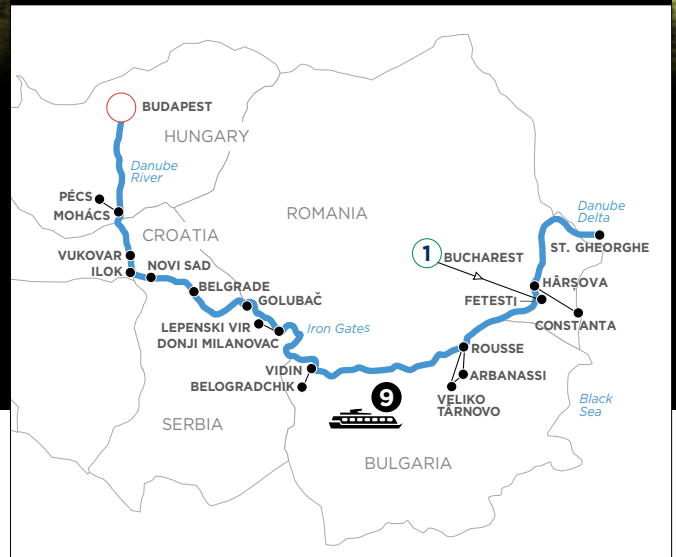 BUDAPEST
HUNGARY
Danube
River
PÉCS
MOHÁCS
ROMANIA
Danube
Delta
CROATIA
ST. GHEORGHE
1
BUCHAREST
VUKOVAR
ILOK
NOVI SAD
BELGRADE
GOLUBAČ
HÂRȘOVA
FETESTI
LEPENSKI VIR
DONJI MILANOVAC
Iron Gates
CONSTANTA
ROUSSE
VIDIN
BELOGRADCHIK
ARBANASSI
9
VELIKO
TÂRNOVO
Black
Sea
SERBIA
BULGARIA